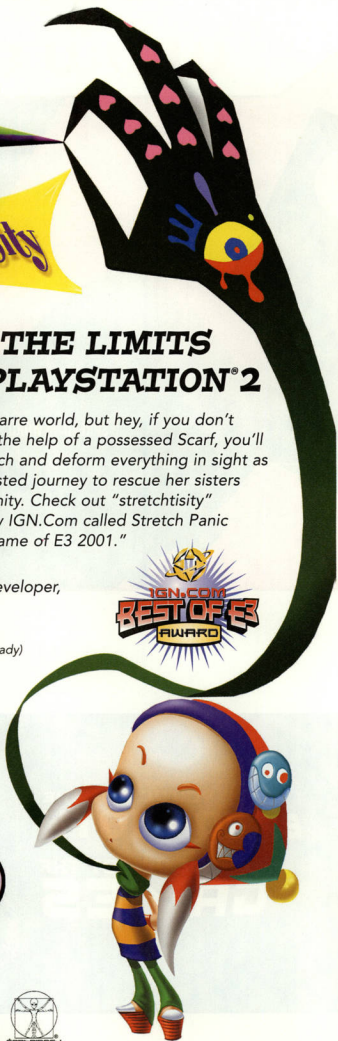 THE LIMITS
PLAYSTATION®2
arre world, but hey, if you don't
the help of a possessed Scarf, you'll
ch and deform everything in sight as
sted journey to rescue her sisters
nity. Check out "stretchtisity"
y IGN.Com called Stretch Panic
ame of E3 2001."
eveloper,
IGN.COM
BEST OF E3
AWARD
ady)